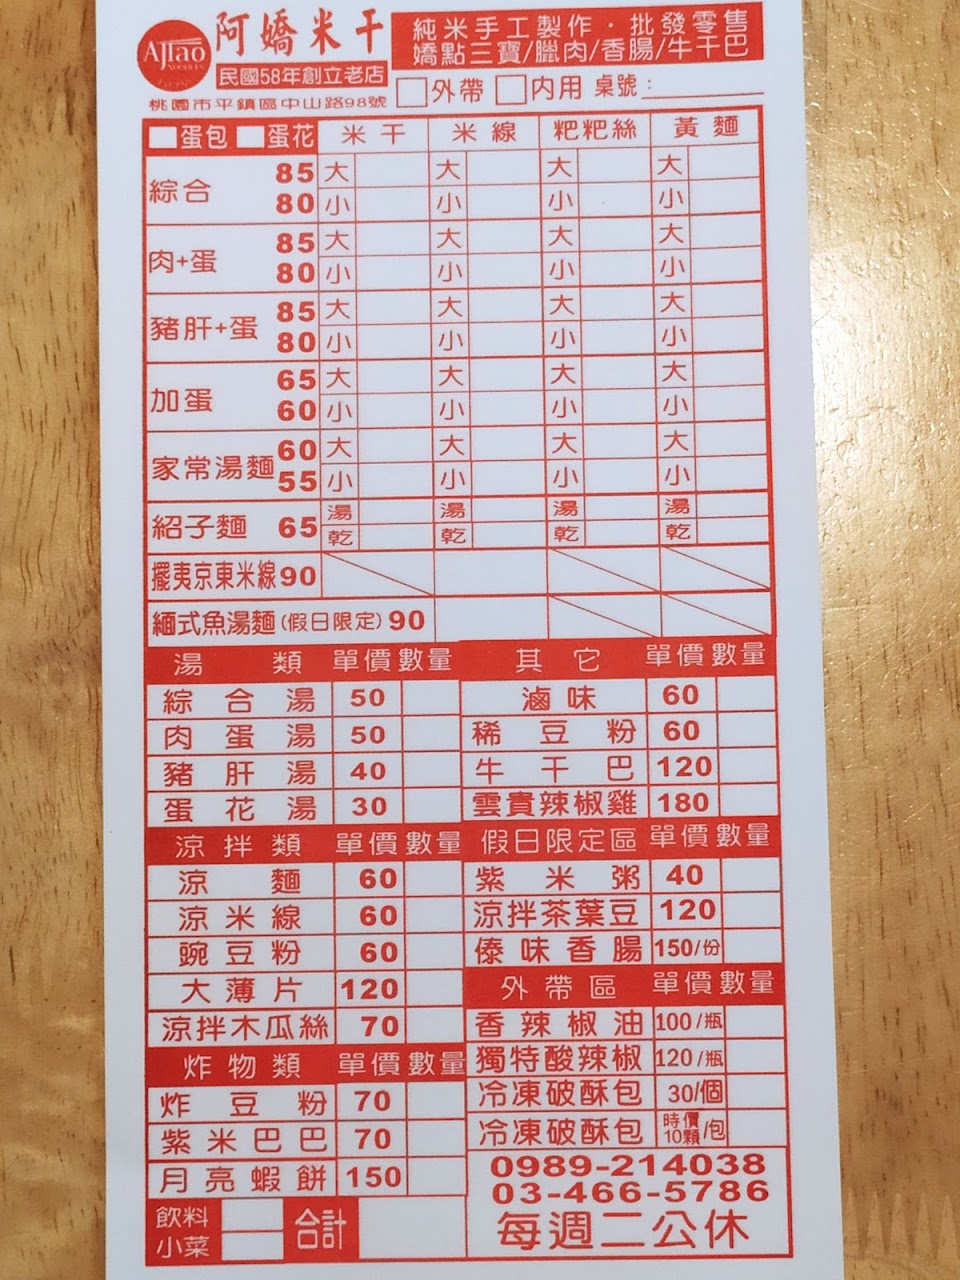 AJIAO
NOODLES
阿嬌米干
民國58年創立老店
純米手工製作．批發零售
嬌點三寶/臘肉/香腸/牛干巴
桃園市平鎮區中山路98號
外帶 內用 桌號：
蛋包 蛋花 米干 米線 粑粑絲 黃麵
綜合 85 大 大 大 大
80 小 小 小 小
肉+蛋 85 大 大 大 大
80 小 小 小 小
豬肝+蛋 85 大 大 大 大
80 小 小 小 小
加蛋 65 大 大 大 大
60 小 小 小 小
家常湯麵 60 大 大 大 大
55 小 小 小 小
紹子麵 65 湯 湯 湯 湯
乾 乾 乾 乾
擺夷京東米線 90
緬式魚湯麵(假日限定) 90
湯類 單價 數量
綜合湯 50
肉蛋湯 50
豬肝湯 40
蛋花湯 30
涼拌類 單價 數量
涼麵 60
涼米線 60
豌豆粉 60
大薄片 120
涼拌木瓜絲 70
炸物類 單價 數量
炸豆粉 70
紫米巴巴 70
月亮蝦餅 150
飲料
小菜
合計
其它 單價 數量
滷味 60
稀豆粉 60
牛干巴 120
雲貴辣椒雞 180
假日限定區 單價 數量
紫米粥 40
涼拌茶葉豆 120
傣味香腸 150/份
外帶區 單價 數量
香辣椒油 100/瓶
獨特酸辣椒 120/瓶
冷凍破酥包 30/個
冷凍破酥包 時價10顆/包
0989-214038
03-466-5786
每週二公休